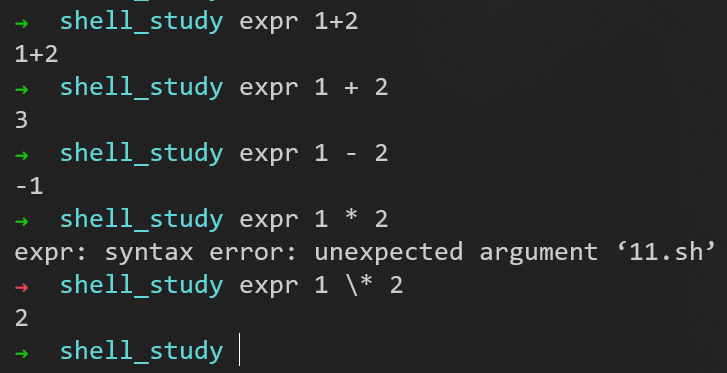 → shell_study expr 1+2
1+2
→ shell_study expr 1 + 2
3
→ shell_study expr 1 - 2
-1
→ shell_study expr 1 * 2
expr: syntax error: unexpected argument ‘11.sh’
→ shell_study expr 1 \* 2
2
→ shell_study